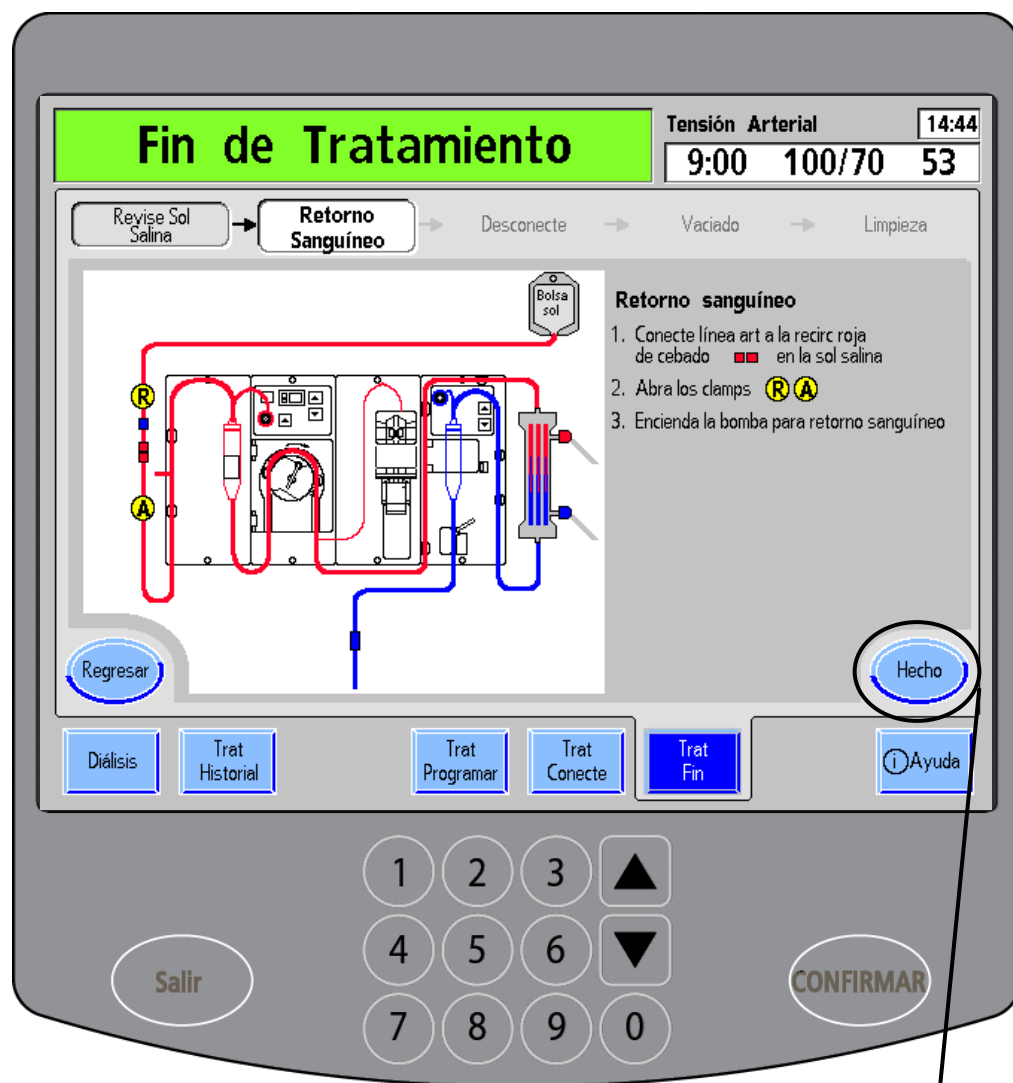 Fin de Tratamiento
Tensión Arterial 14:44
9:00 100/70 53
Revise Sol
Salina
Retorno
Sanguíneo
Desconecte
Vaciado
Limpieza
Bolsa
sol
R
A
Retorno sanguíneo
1. Conecte línea art a la recirc roja
de cebado en la sol salina
2. Abra los clamps R A
3. Encienda la bomba para retorno sanguíneo
Regresar
Hecho
Diálisis
Trat
Historial
Trat
Programar
Trat
Conecte
Trat
Fin
i Ayuda
1 2 3
4 5 6
7 8 9 0
Salir
CONFIRMAR